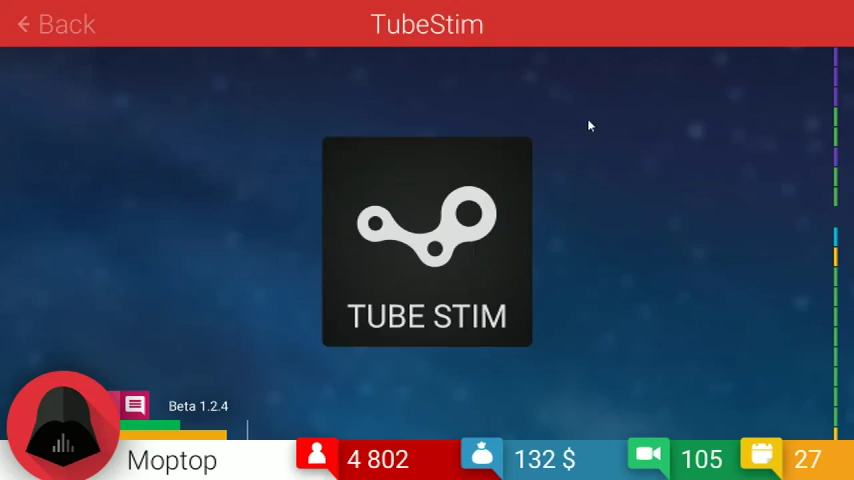 Back
TubeStim
TUBE STIM
Beta 1.2.4
Moptop
4 802
132 $
105
27